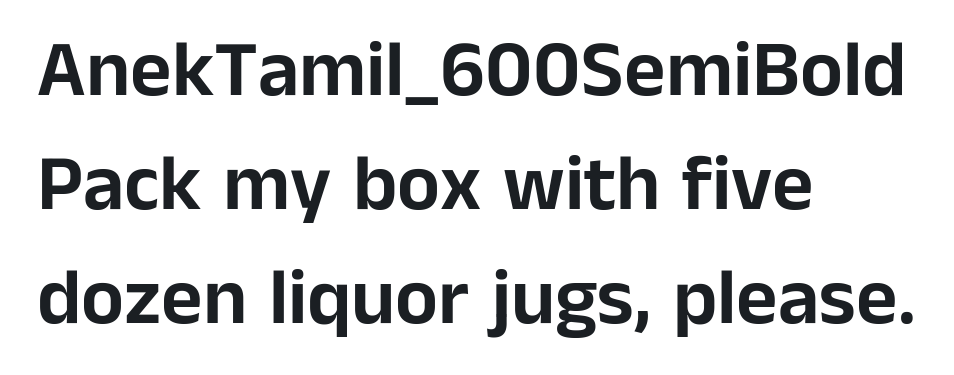 AnekTamil_600SemiBold
Pack my box with five
dozen liquor jugs, please.